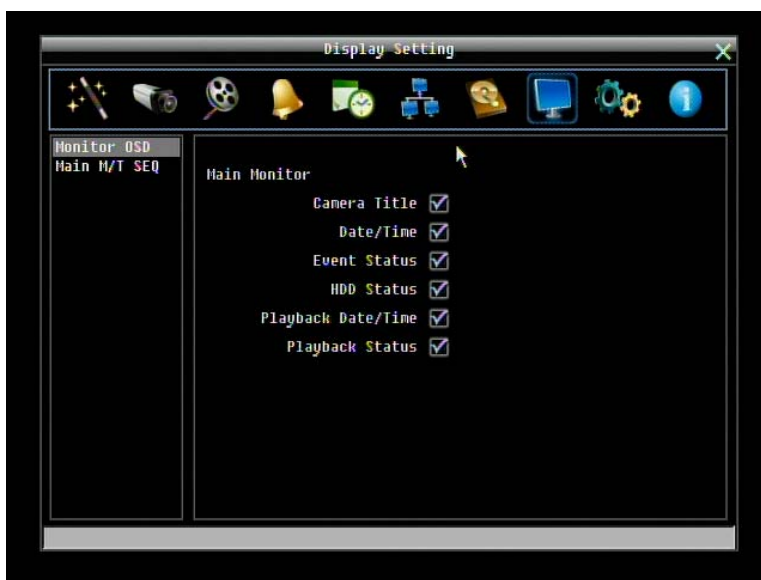 Display Setting
Monitor OSD
Main M/T SEQ
Main Monitor
Camera Title
Date/Time
Event Status
HDD Status
Playback Date/Time
Playback Status